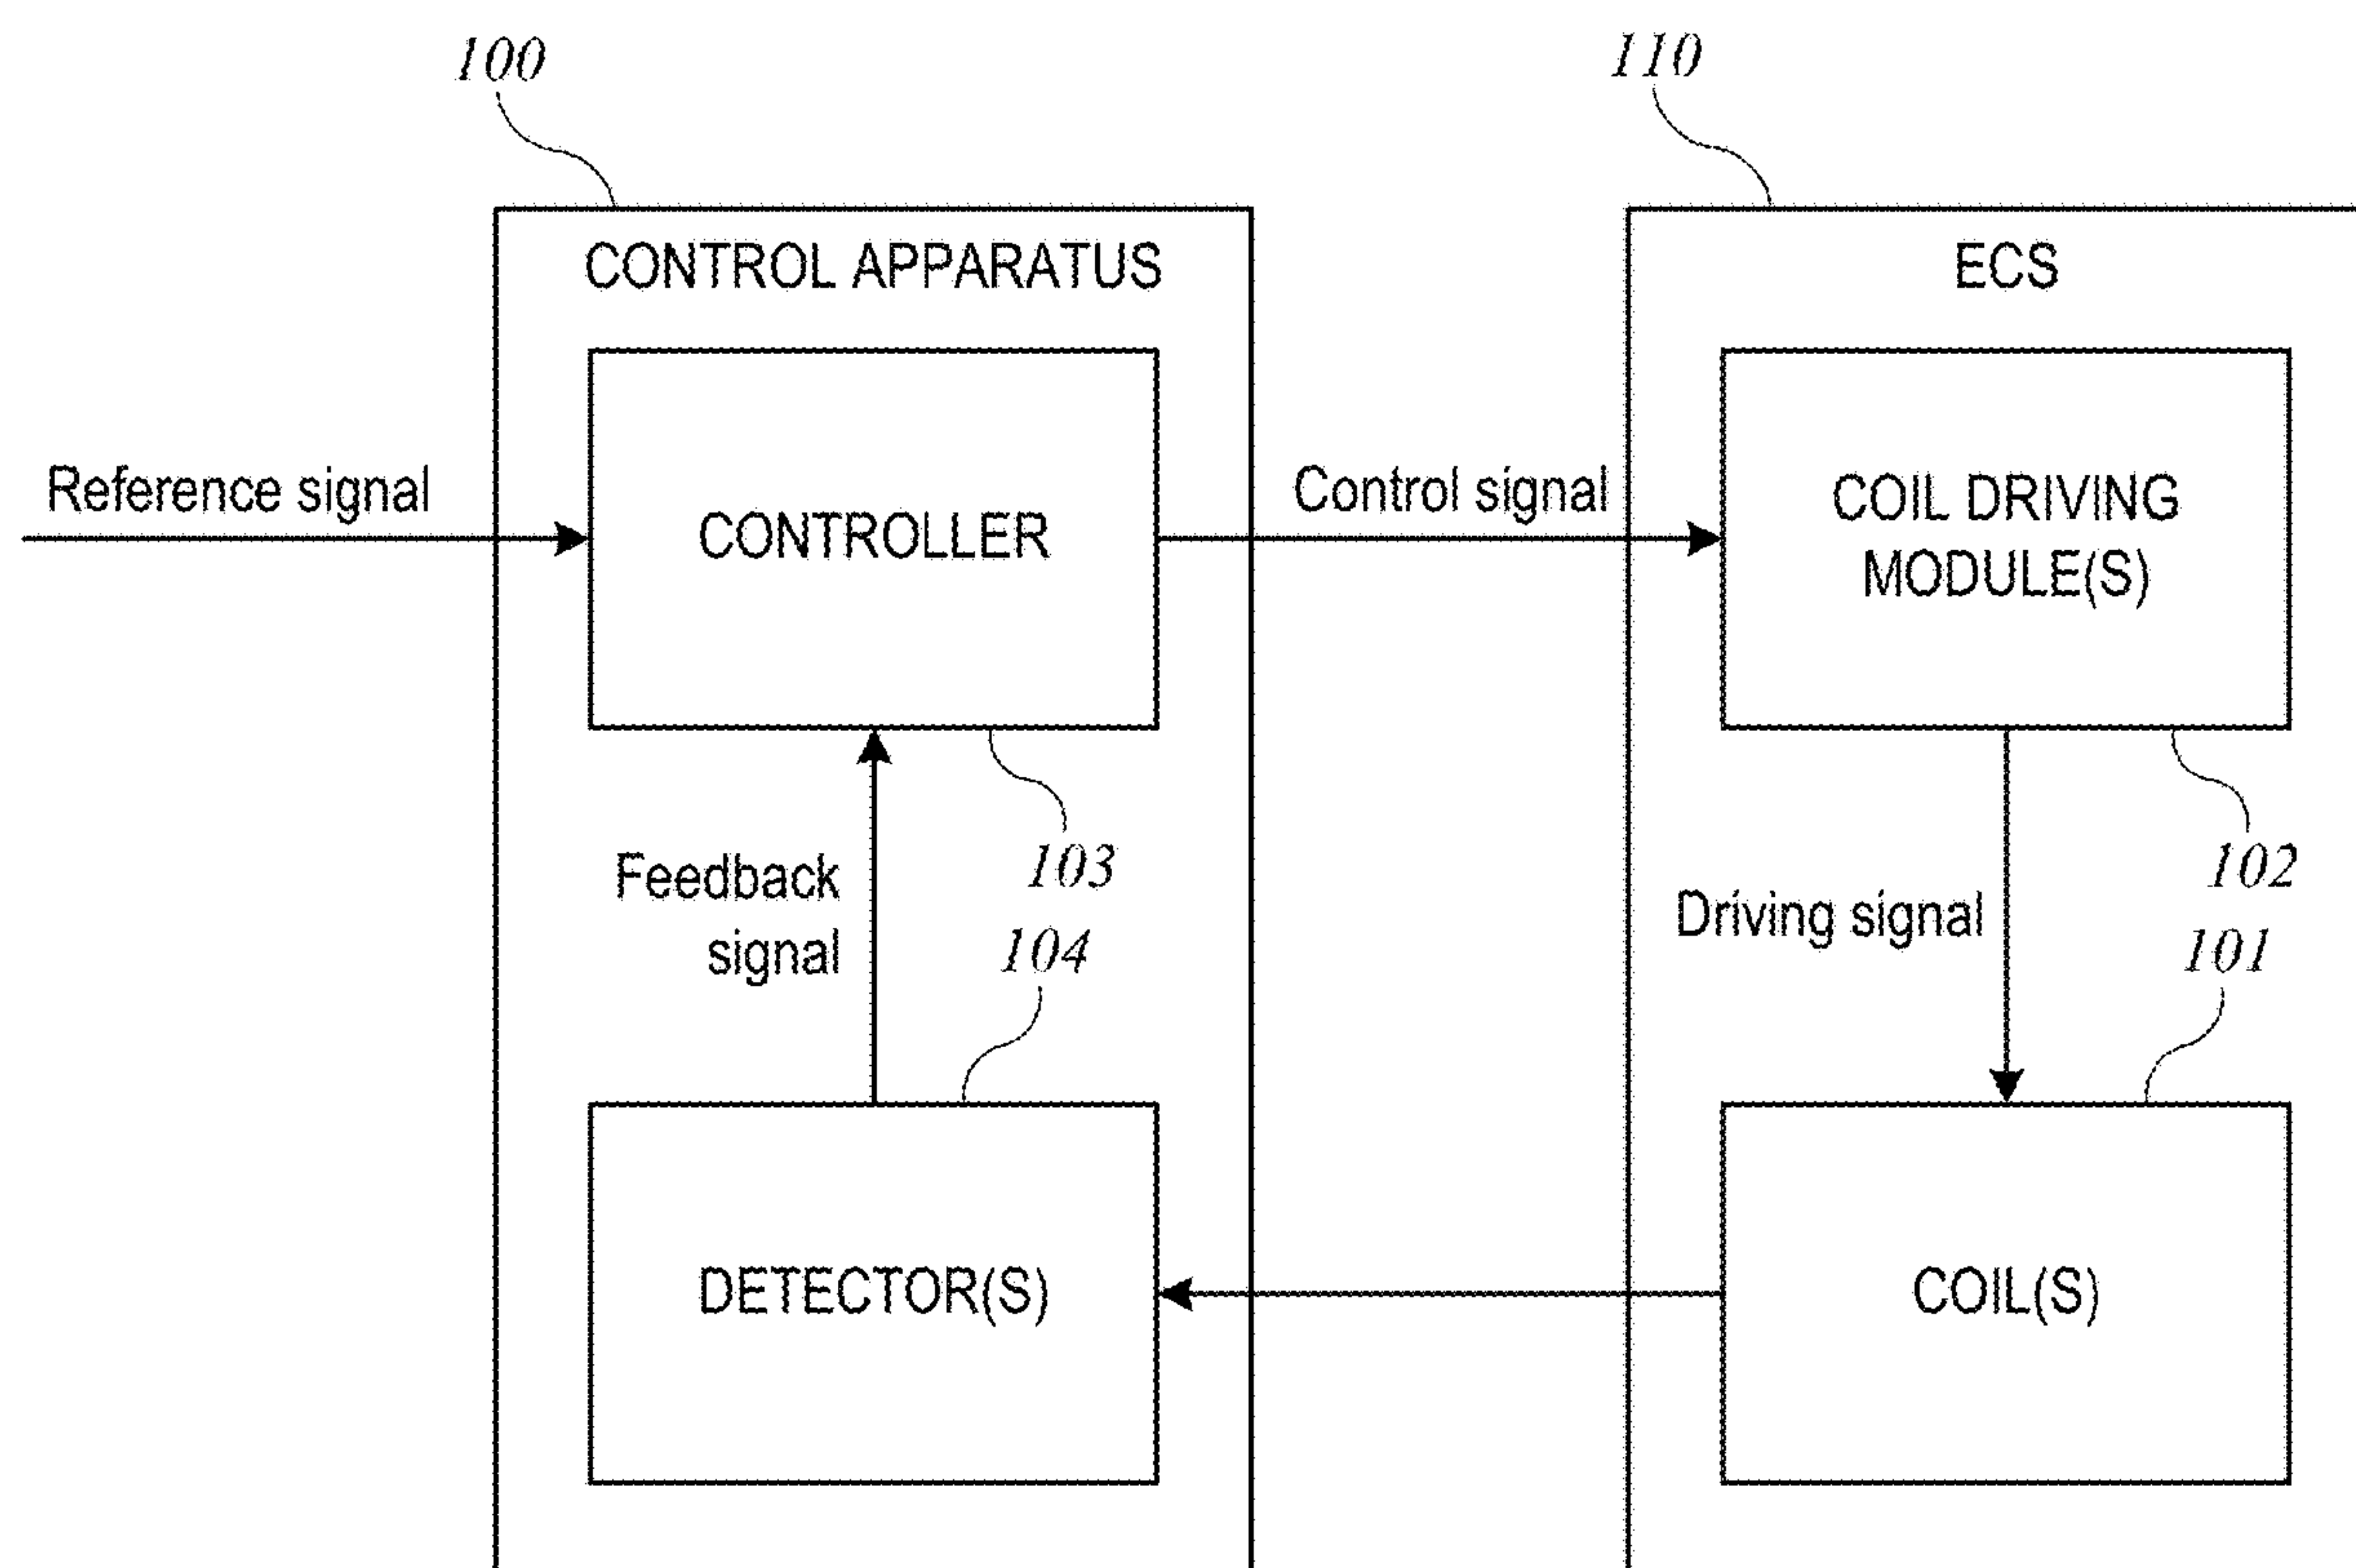 100
110
CONTROL APPARATUS
ECS
Reference signal
CONTROLLER
Control signal
COIL DRIVING
MODULE(S)
Feedback
signal
103
104
Driving signal
102
101
DETECTOR(S)
COIL(S)